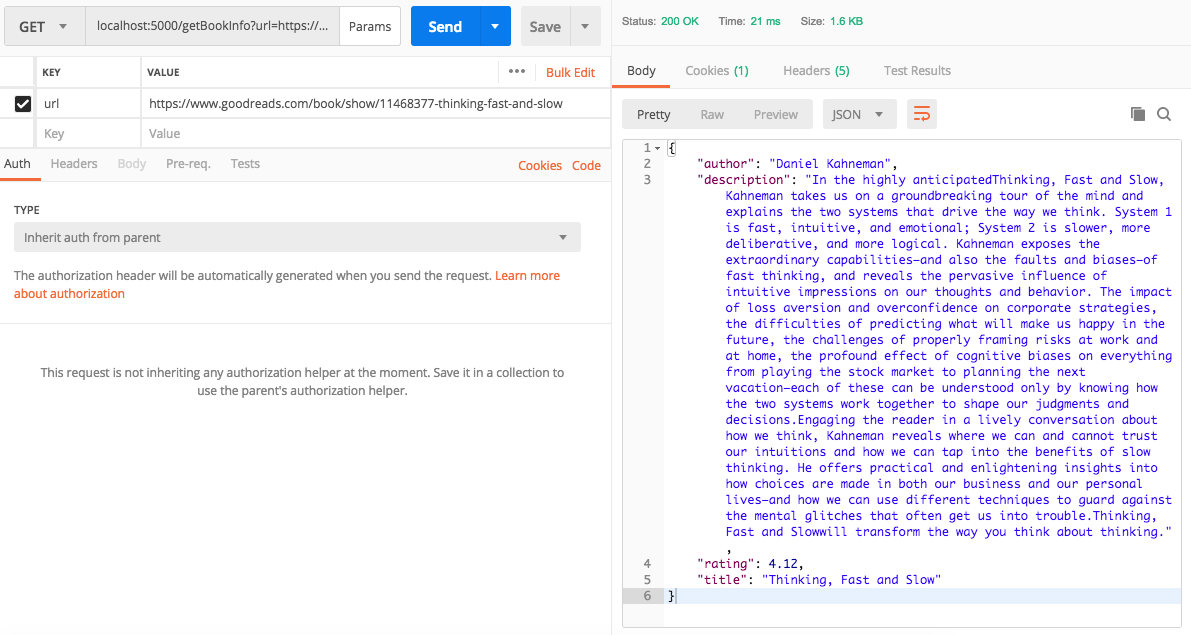 GET
localhost:5000/getBookInfo?url=https://...
Params
Send
Save
KEY
VALUE
•••
Bulk Edit
url
https://www.goodreads.com/book/show/11468377-thinking-fast-and-slow
Key
Value
Auth
Headers
Body
Pre-req.
Tests
Cookies
Code
TYPE
Inherit auth from parent
The authorization header will be automatically generated when you send the request. Learn more
about authorization
This request is not inheriting any authorization helper at the moment. Save it in a collection to
use the parent's authorization helper.
Status: 200 OK
Time: 21 ms
Size: 1.6 KB
Body
Cookies (1)
Headers (5)
Test Results
Pretty
Raw
Preview
JSON
1 {
2 "author": "Daniel Kahneman",
3 "description": "In the highly anticipatedThinking, Fast and Slow,
Kahneman takes us on a groundbreaking tour of the mind and
explains the two systems that drive the way we think. System 1
is fast, intuitive, and emotional; System 2 is slower, more
deliberative, and more logical. Kahneman exposes the
extraordinary capabilities—and also the faults and biases—of
fast thinking, and reveals the pervasive influence of
intuitive impressions on our thoughts and behavior. The impact
of loss aversion and overconfidence on corporate strategies,
the difficulties of predicting what will make us happy in the
future, the challenges of properly framing risks at work and
at home, the profound effect of cognitive biases on everything
from playing the stock market to planning the next
vacation—each of these can be understood only by knowing how
the two systems work together to shape our judgments and
decisions.Engaging the reader in a lively conversation about
how we think, Kahneman reveals where we can and cannot trust
our intuitions and how we can tap into the benefits of slow
thinking. He offers practical and enlightening insights into
how choices are made in both our business and our personal
lives—and how we can use different techniques to guard against
the mental glitches that often get us into trouble.Thinking,
Fast and Slowwill transform the way you think about thinking."
,
4 "rating": 4.12,
5 "title": "Thinking, Fast and Slow"
6 }